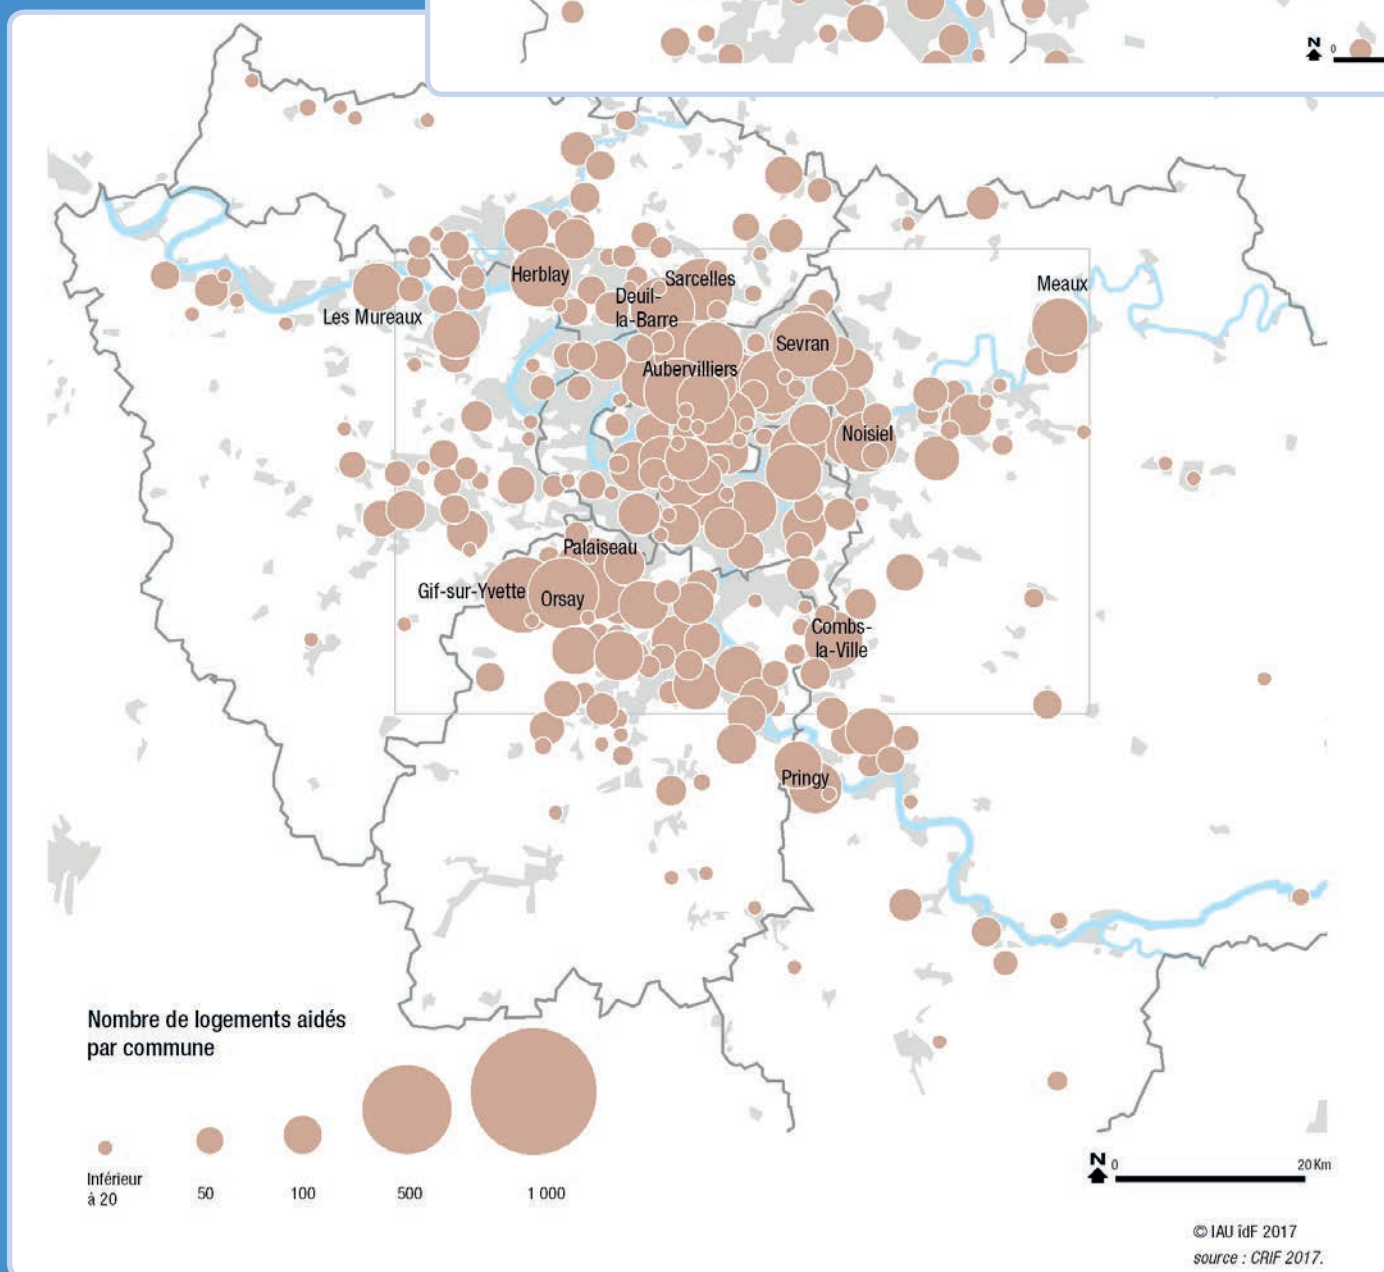 N
0
Herblay
Sarcelles
Deuil-
la-Barre
Meaux
Les Mureaux
Sevran
Aubervilliers
Noisiel
Palaiseau
Gif-sur-Yvette
Orsay
Combs-
la-Ville
Pringy
Nombre de logements aidés
par commune
Inférieur
à 20
50
100
500
1 000
N
0
20 Km
© IAU îdF 2017
source : CRIF 2017.